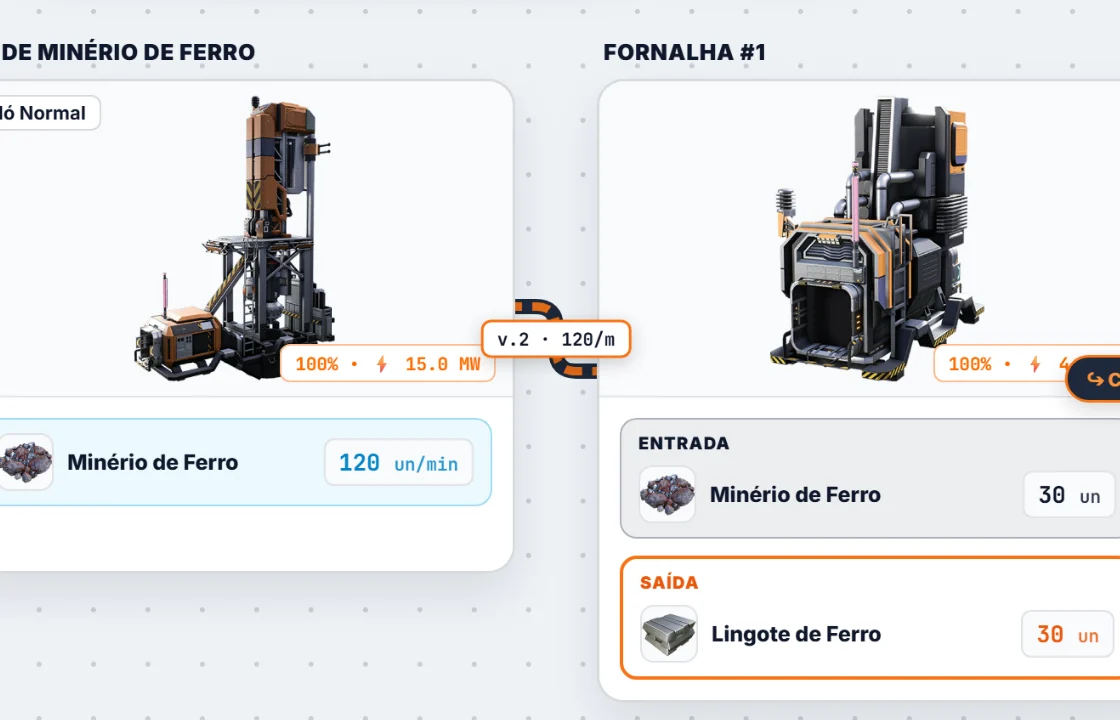 DE MINÉRIO DE FERRO
Normal
100% • 15.0 MW
Minério de Ferro
120 un/min
v.2 · 120/m
FORNALHA #1
100% • 4
C
ENTRADA
Minério de Ferro
30 un
SAÍDA
Lingote de Ferro
30 un